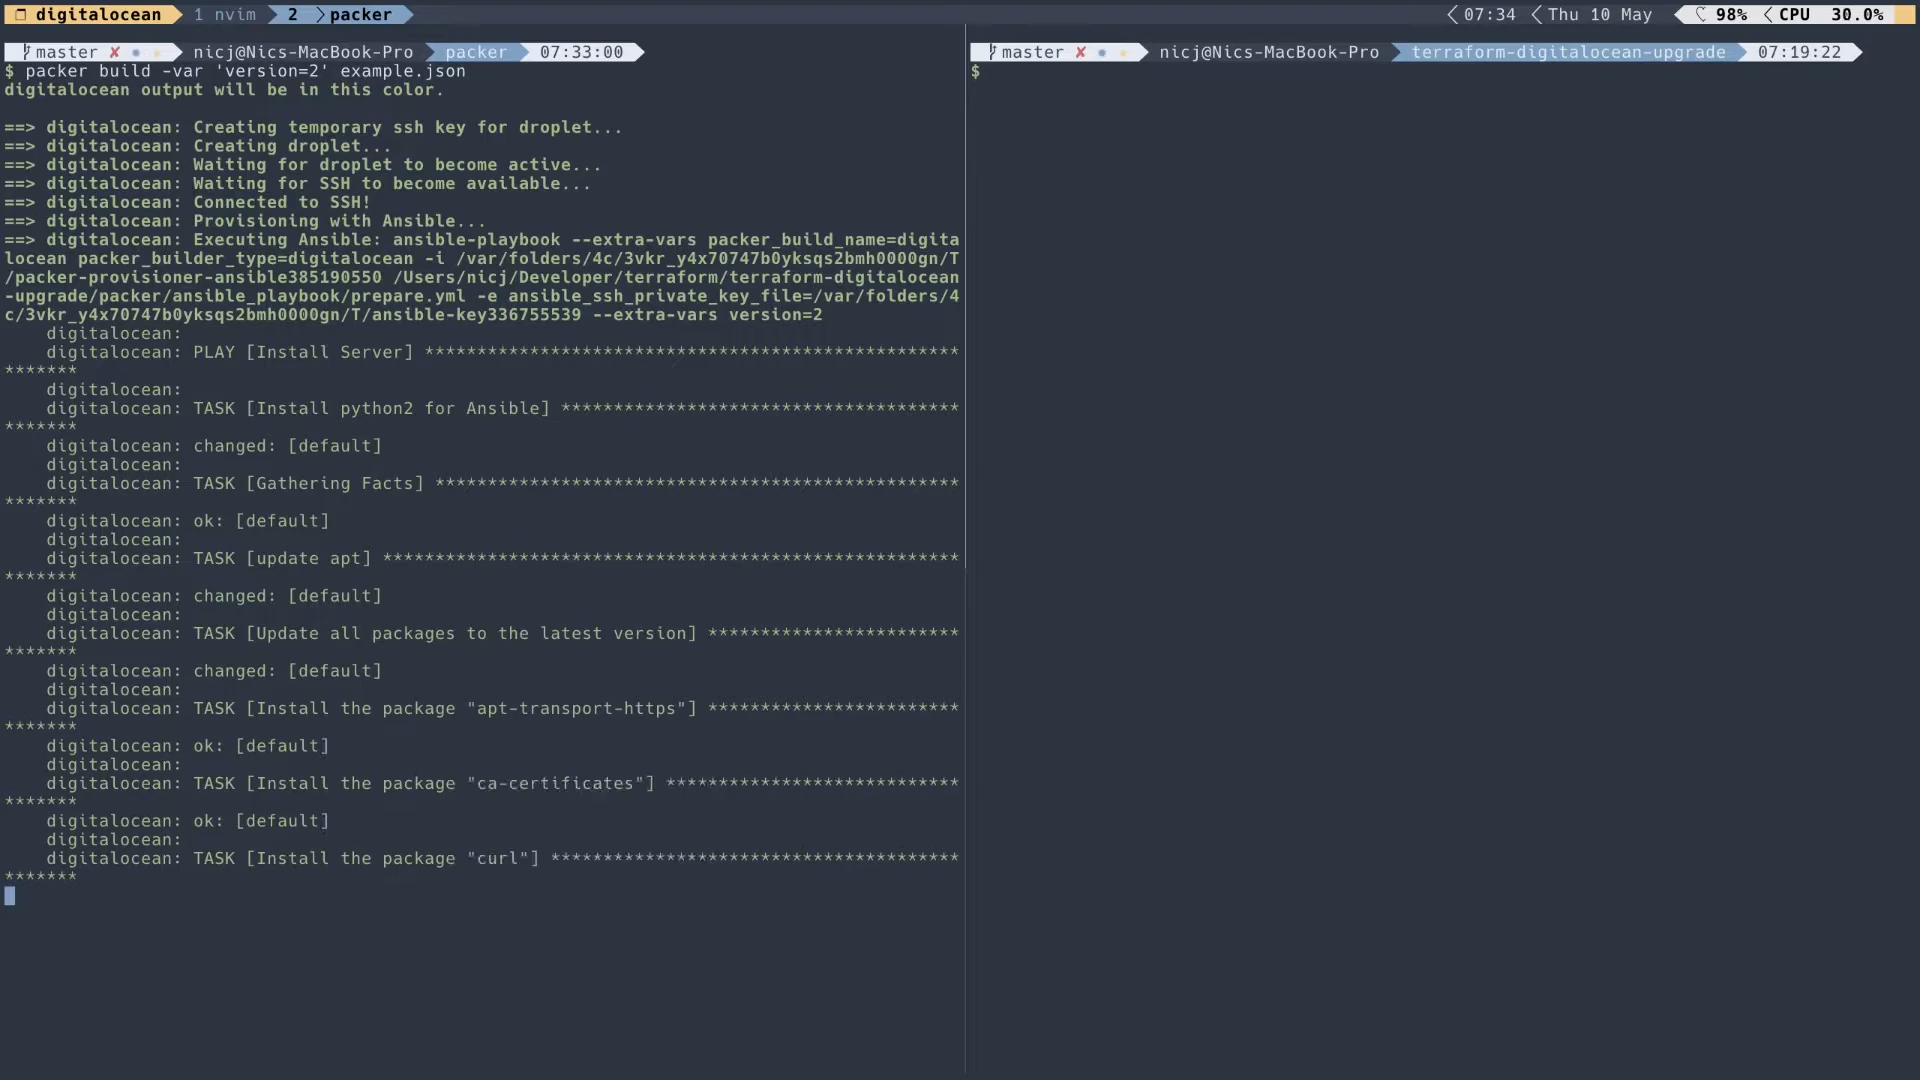 digitalocean 1 nvim 2 packer 07:34 Thu 10 May 98% CPU 30.0%
master ✘ nicj@Nics-MacBook-Pro packer 07:33:00
$ packer build -var 'version=2' example.json
digitalocean output will be in this color.
==> digitalocean: Creating temporary ssh key for droplet...
==> digitalocean: Creating droplet...
==> digitalocean: Waiting for droplet to become active...
==> digitalocean: Waiting for SSH to become available...
==> digitalocean: Connected to SSH!
==> digitalocean: Provisioning with Ansible...
==> digitalocean: Executing Ansible: ansible-playbook --extra-vars packer_build_name=digita
locean packer_builder_type=digitalocean -i /var/folders/4c/3vkr_y4x70747b0yksqs2bmh0000gn/T
/packer-provisioner-ansible385190550 /Users/nicj/Developer/terraform/terraform-digitalocean
-upgrade/packer/ansible_playbook/prepare.yml -e ansible_ssh_private_key_file=/var/folders/4
c/3vkr_y4x70747b0yksqs2bmh0000gn/T/ansible-key336755539 --extra-vars version=2
digitalocean:
digitalocean: PLAY [Install Server] ***************************************************
*******
digitalocean:
digitalocean: TASK [Install python2 for Ansible] **************************************
*******
digitalocean: changed: [default]
digitalocean:
digitalocean: TASK [Gathering Facts] **************************************************
*******
digitalocean: ok: [default]
digitalocean:
digitalocean: TASK [update apt] *******************************************************
*******
digitalocean: changed: [default]
digitalocean:
digitalocean: TASK [Update all packages to the latest version] ************************
*******
digitalocean: changed: [default]
digitalocean:
digitalocean: TASK [Install the package "apt-transport-https"] ************************
*******
digitalocean: ok: [default]
digitalocean:
digitalocean: TASK [Install the package "ca-certificates"] ****************************
*******
digitalocean: ok: [default]
digitalocean:
digitalocean: TASK [Install the package "curl"] ***************************************
*******
master ✘ nicj@Nics-MacBook-Pro terraform-digitalocean-upgrade 07:19:22
$